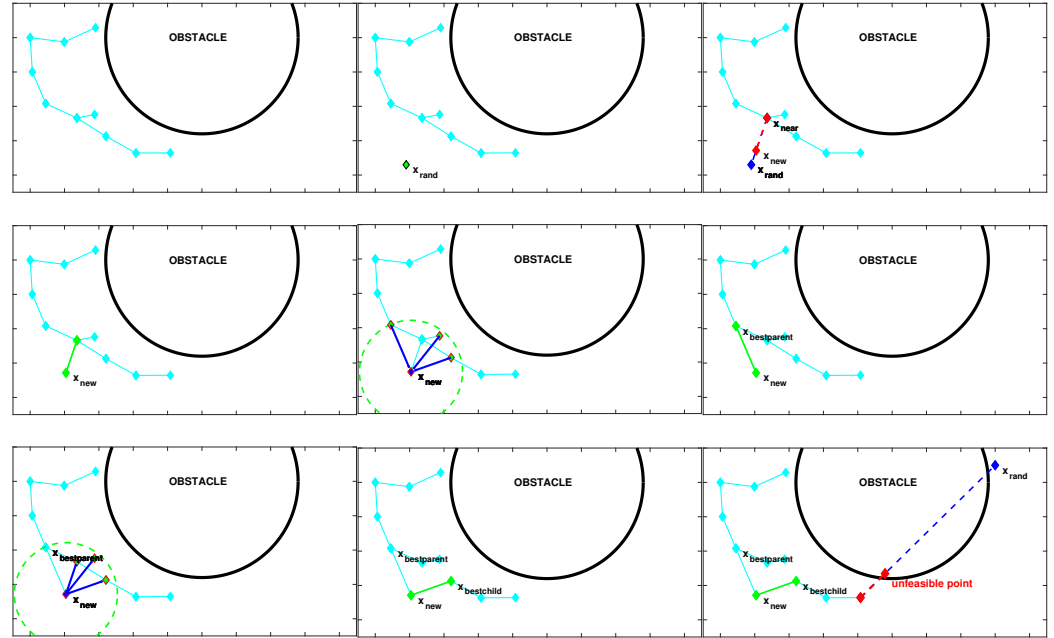 OBSTACLE
OBSTACLE
x rand
OBSTACLE
x near
x new
x rand
OBSTACLE
x new
OBSTACLE
x new
OBSTACLE
x bestparent
x new
OBSTACLE
x bestparent
x new
OBSTACLE
x bestparent
x bestchild
x new
OBSTACLE
x rand
x bestparent
unfeasible point
x bestchild
x new